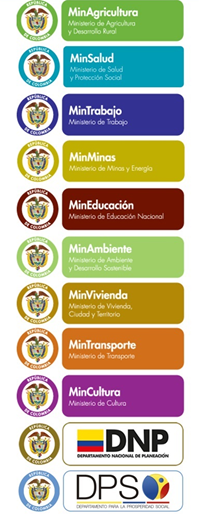 REPÚBLICA
DE COLOMBIA
MinAgricultura
Ministerio de Agricultura
y Desarrollo Rural
REPÚBLICA
DE COLOMBIA
MinSalud
Ministerio de Salud
y Protección Social
REPÚBLICA
DE COLOMBIA
MinTrabajo
Ministerio de Trabajo
REPÚBLICA
DE COLOMBIA
MinMinas
Ministerio de Minas y Energía
REPÚBLICA
DE COLOMBIA
MinEducación
Ministerio de Educación Nacional
REPÚBLICA
DE COLOMBIA
MinAmbiente
Ministerio de Ambiente
y Desarrollo Sostenible
REPÚBLICA
DE COLOMBIA
MinVivienda
Ministerio de Vivienda,
Ciudad y Territorio
REPÚBLICA
DE COLOMBIA
MinTransporte
Ministerio de Transporte
REPÚBLICA
DE COLOMBIA
MinCultura
Ministerio de Cultura
REPÚBLICA
DE COLOMBIA
DNP
DEPARTAMENTO NACIONAL DE PLANEACIÓN
REPÚBLICA
DE COLOMBIA
DPS
DEPARTAMENTO PARA LA PROSPERIDAD SOCIAL